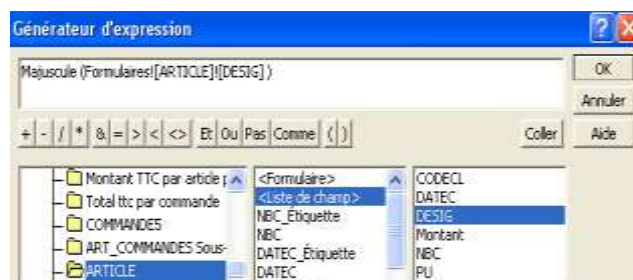 Générateur d'expression
Majuscule (Formulaires![ARTICLE]![DESIG] )
OK
Annuler
+ - / * & = > < <> Et Ou Pas Comme ( ) Coller Aide
Montant TTC par article <Formulaire> CODECL
Total ttc par commande <Liste de champ> DATEC
COMMANDES NBC_Étiquette DESIG
ART_COMMANDES Sous- NBC Montant
ARTICLE DATEC_Étiquette NBC
DATEC PU